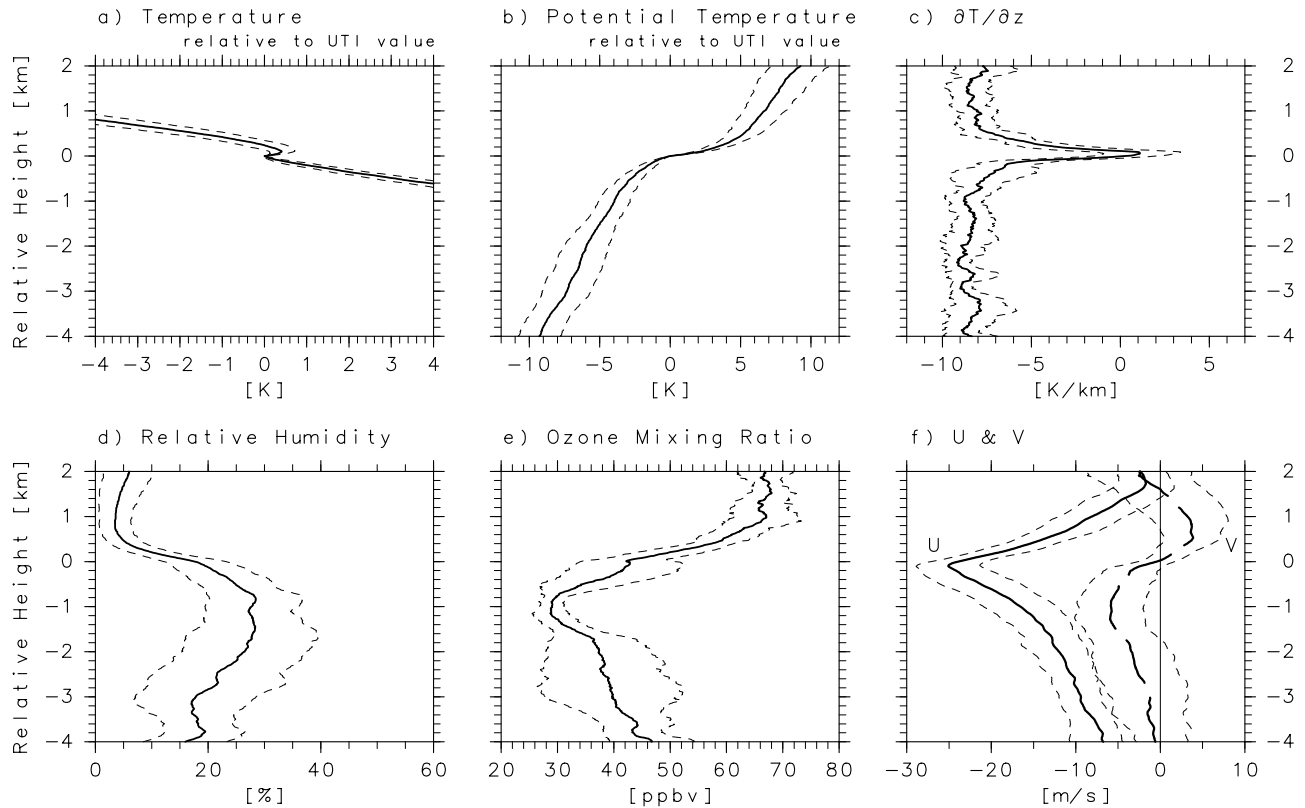 a) Temperature
relative to UTI value
b) Potential Temperature
relative to UTI value
c) ∂T/∂z
Relative Height [km]
2
1
0
−1
−2
−3
−4
−4 −3 −2 −1 0 1 2 3 4
[K]
−10 −5 0 5 10
[K]
−10 −5 0 5
[K/km]
2
1
0
−1
−2
−3
−4
d) Relative Humidity
e) Ozone Mixing Ratio
f) U & V
Relative Height [km]
2
1
0
−1
−2
−3
−4
0 20 40 60
[%]
20 30 40 50 60 70 80
[ppbv]
U
V
−30 −20 −10 0 10
[m/s]
2
1
0
−1
−2
−3
−4